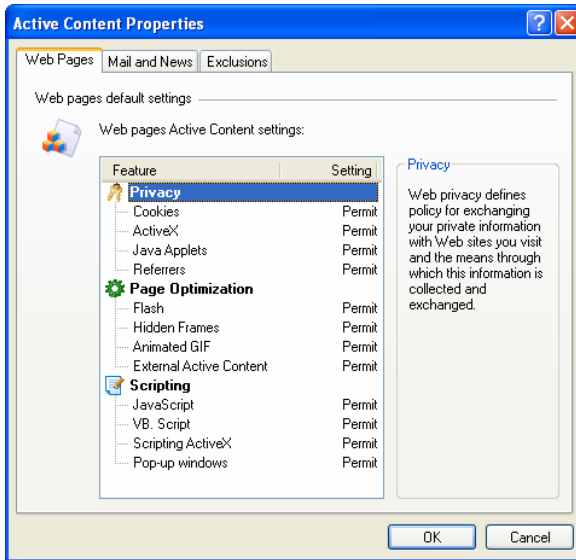 Active Content Properties
Web Pages Mail and News Exclusions
Web pages default settings
Web pages Active Content settings:
Feature Setting
Privacy
Cookies Permit
ActiveX Permit
Java Applets Permit
Referrers Permit
Page Optimization
Flash Permit
Hidden Frames Permit
Animated GIF Permit
External Active Content Permit
Scripting
JavaScript Permit
VB. Script Permit
Scripting ActiveX Permit
Pop-up windows Permit
Privacy
Web privacy defines
policy for exchanging
your private information
with Web sites you visit
and the means through
which this information is
collected and
exchanged.
OK Cancel